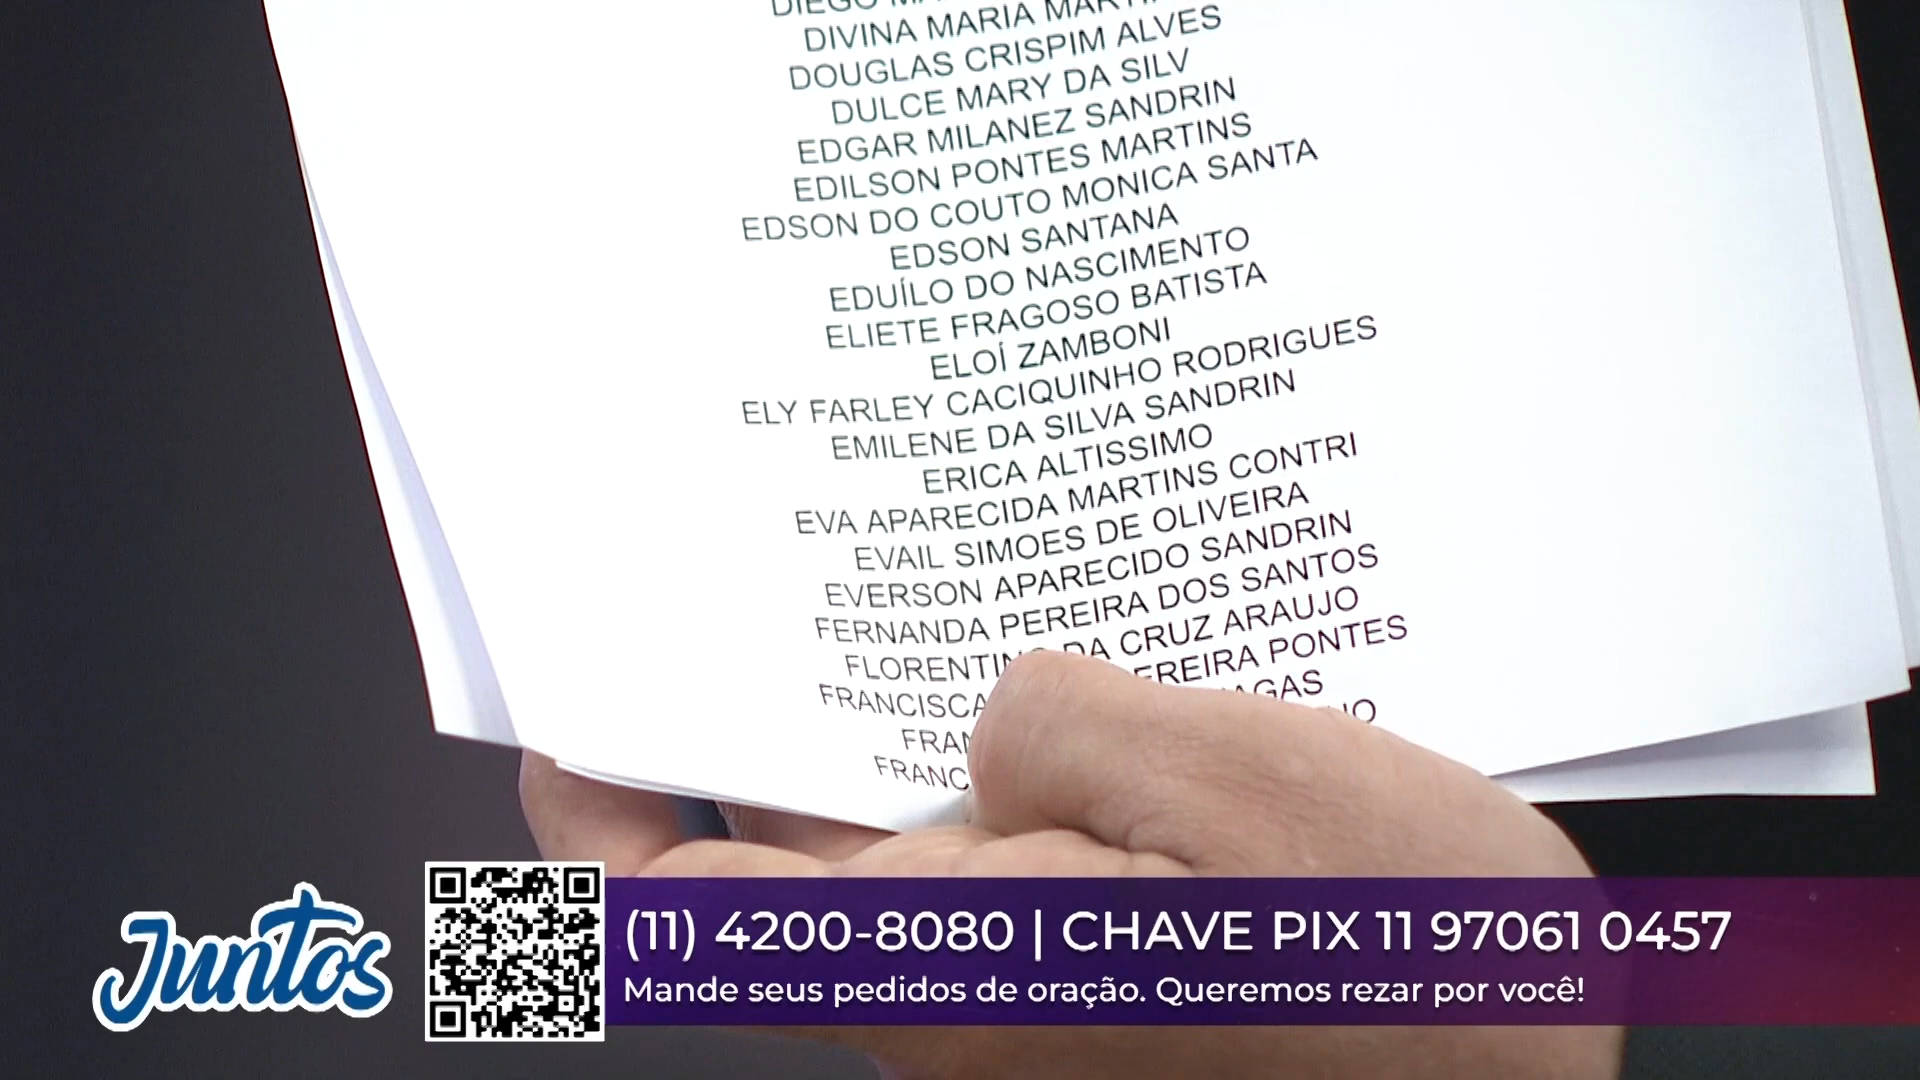 DIEGO
DIVINA MARIA
DOUGLAS CRISPIM ALVES
DULCE MARY DA SILV
EDGAR MILANEZ SANDRIN
EDILSON PONTES MARTINS
EDSON DO COUTO MONICA SANTA
EDSON SANTANA
EDUÍLO DO NASCIMENTO
ELIETE FRAGOSO BATISTA
ELOÍ ZAMBONI
ELY FARLEY CACIQUINHO RODRIGUES
EMILENE DA SILVA SANDRIN
ERICA ALTISSIMO
EVA APARECIDA MARTINS CONTRI
EVAIL SIMOES DE OLIVEIRA
EVERSON APARECIDO SANDRIN
FERNANDA PEREIRA DOS SANTOS
FLORENTINO DA CRUZ ARAUJO
FRANCISCA PEREIRA PONTES
Juntos
(11) 4200-8080 | CHAVE PIX 11 97061 0457
Mande seus pedidos de oração. Queremos rezar por você!